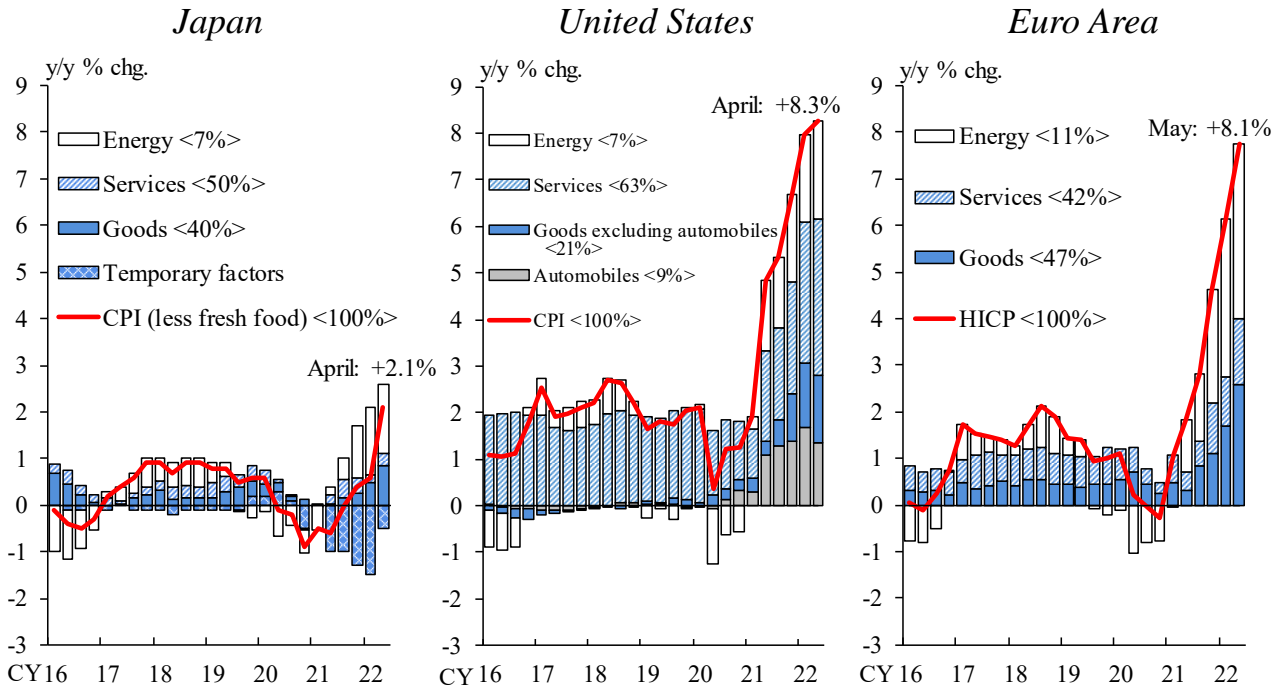 Japan
y/y % chg.
9
8
7
6
5
4
3
2
1
0
-1
-2
-3
Energy <7%>
Services <50%>
Goods <40%>
Temporary factors
CPI (less fresh food) <100%>
April: +2.1%
CY 16 17 18 19 20 21 22
United States
y/y % chg.
9
8
7
6
5
4
3
2
1
0
-1
-2
-3
April: +8.3%
Energy <7%>
Services <63%>
Goods excluding automobiles
<21%>
Automobiles <9%>
CPI <100%>
CY 16 17 18 19 20 21 22
Euro Area
y/y % chg.
9
8
7
6
5
4
3
2
1
0
-1
-2
-3
May: +8.1%
Energy <11%>
Services <42%>
Goods <47%>
HICP <100%>
CY 16 17 18 19 20 21 22